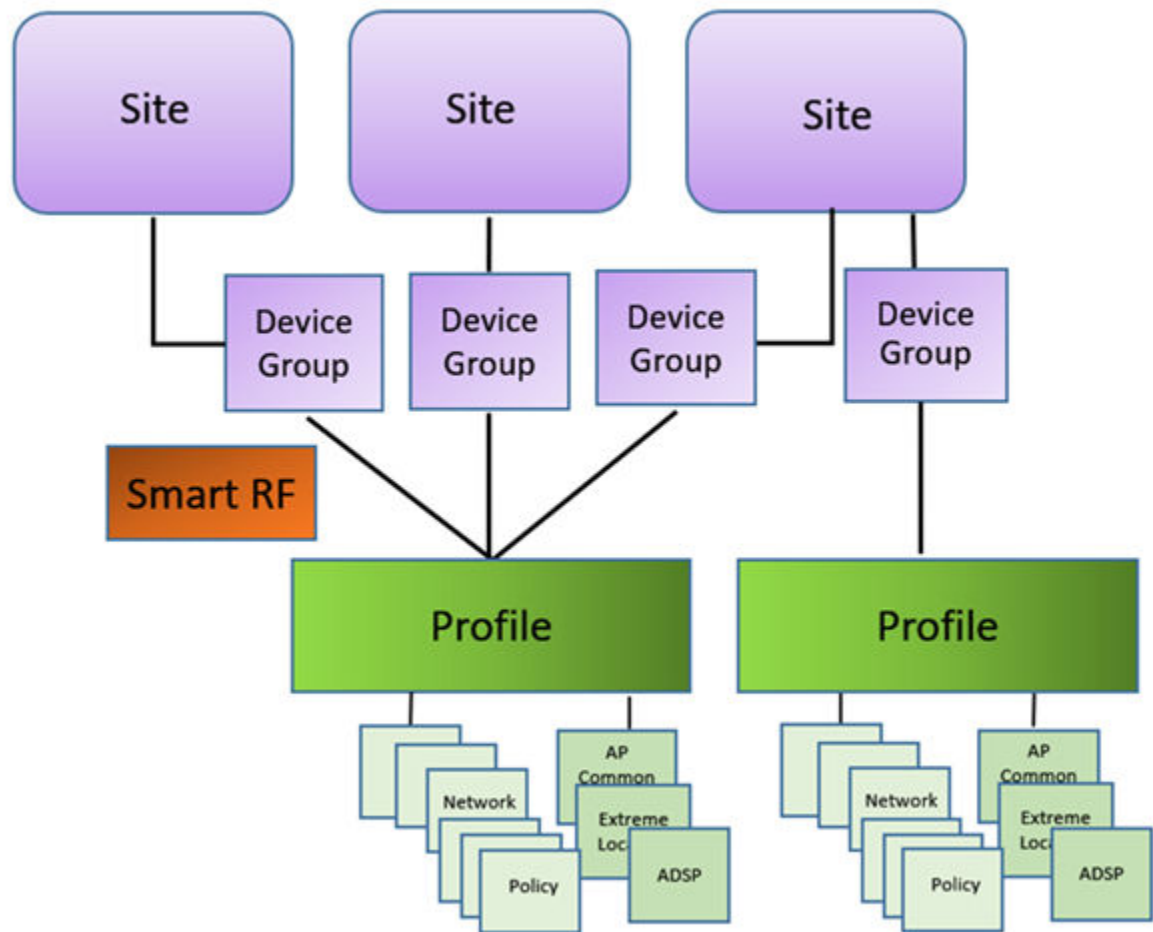 Site
Site
Site
Device
Group
Device
Group
Device
Group
Device
Group
Smart RF
Profile
Profile
AP
Common
Network
Extreme
Policy
ADSP
AP
Common
Network
Extreme
Policy
ADSP